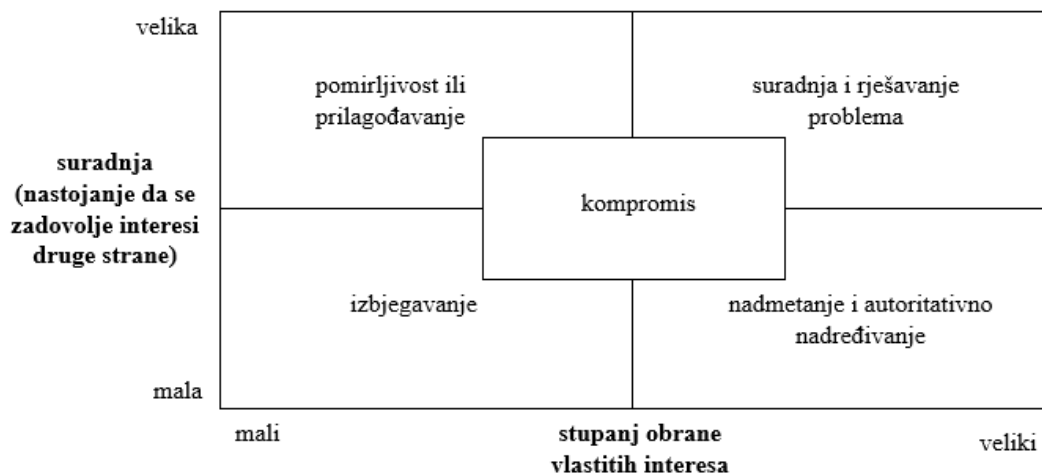 velika
pomirljivost ili
prilagođavanje
suradnja i rješavanje
problema
suradnja
(nastojanje da se
zadovolje interesi
druge strane)
kompromis
izbjegavanje
nadmetanje i autoritativno
nadređivanje
mala
mali
stupanj obrane
vlastitih interesa
veliki